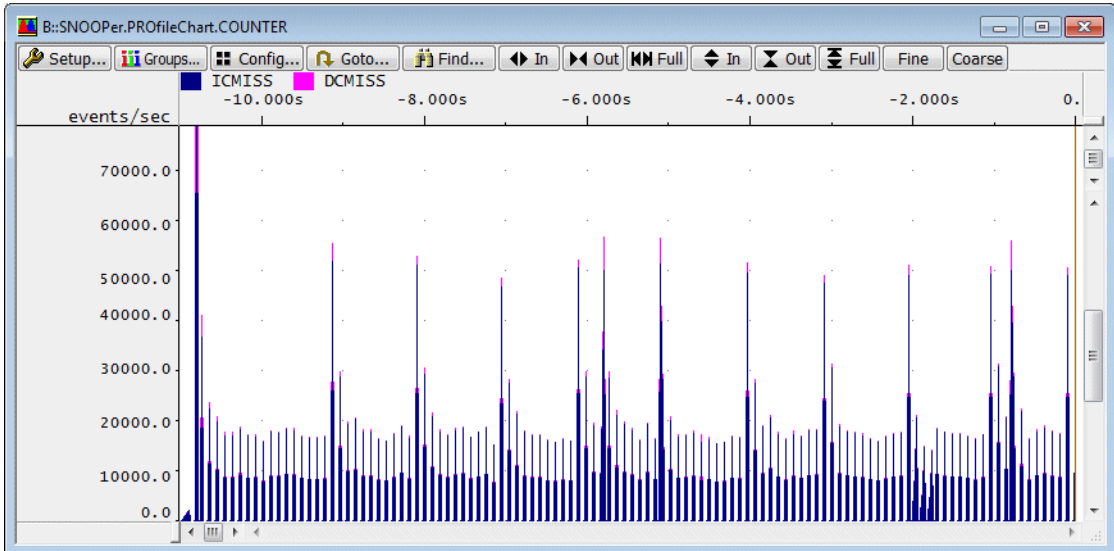 B::SNOOPer.PROfileChart.COUNTER
Setup... Groups... Config... Goto... Find... In Out Full In Out Full Fine Coarse
ICMISS DCMISS
-10.000s -8.000s -6.000s -4.000s -2.000s 0.
events/sec
70000.0
60000.0
50000.0
40000.0
30000.0
20000.0
10000.0
0.0